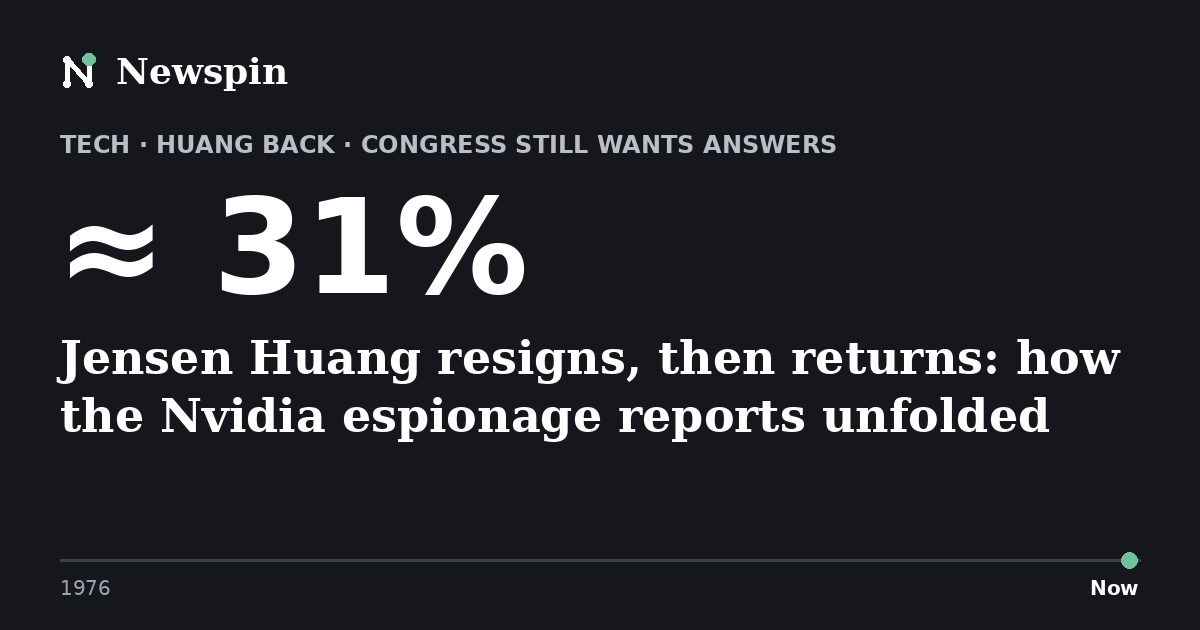 Newspin
TECH · HUANG BACK · CONGRESS STILL WANTS ANSWERS
≈ 31%
Jensen Huang resigns, then returns: how
the Nvidia espionage reports unfolded
1976
Now